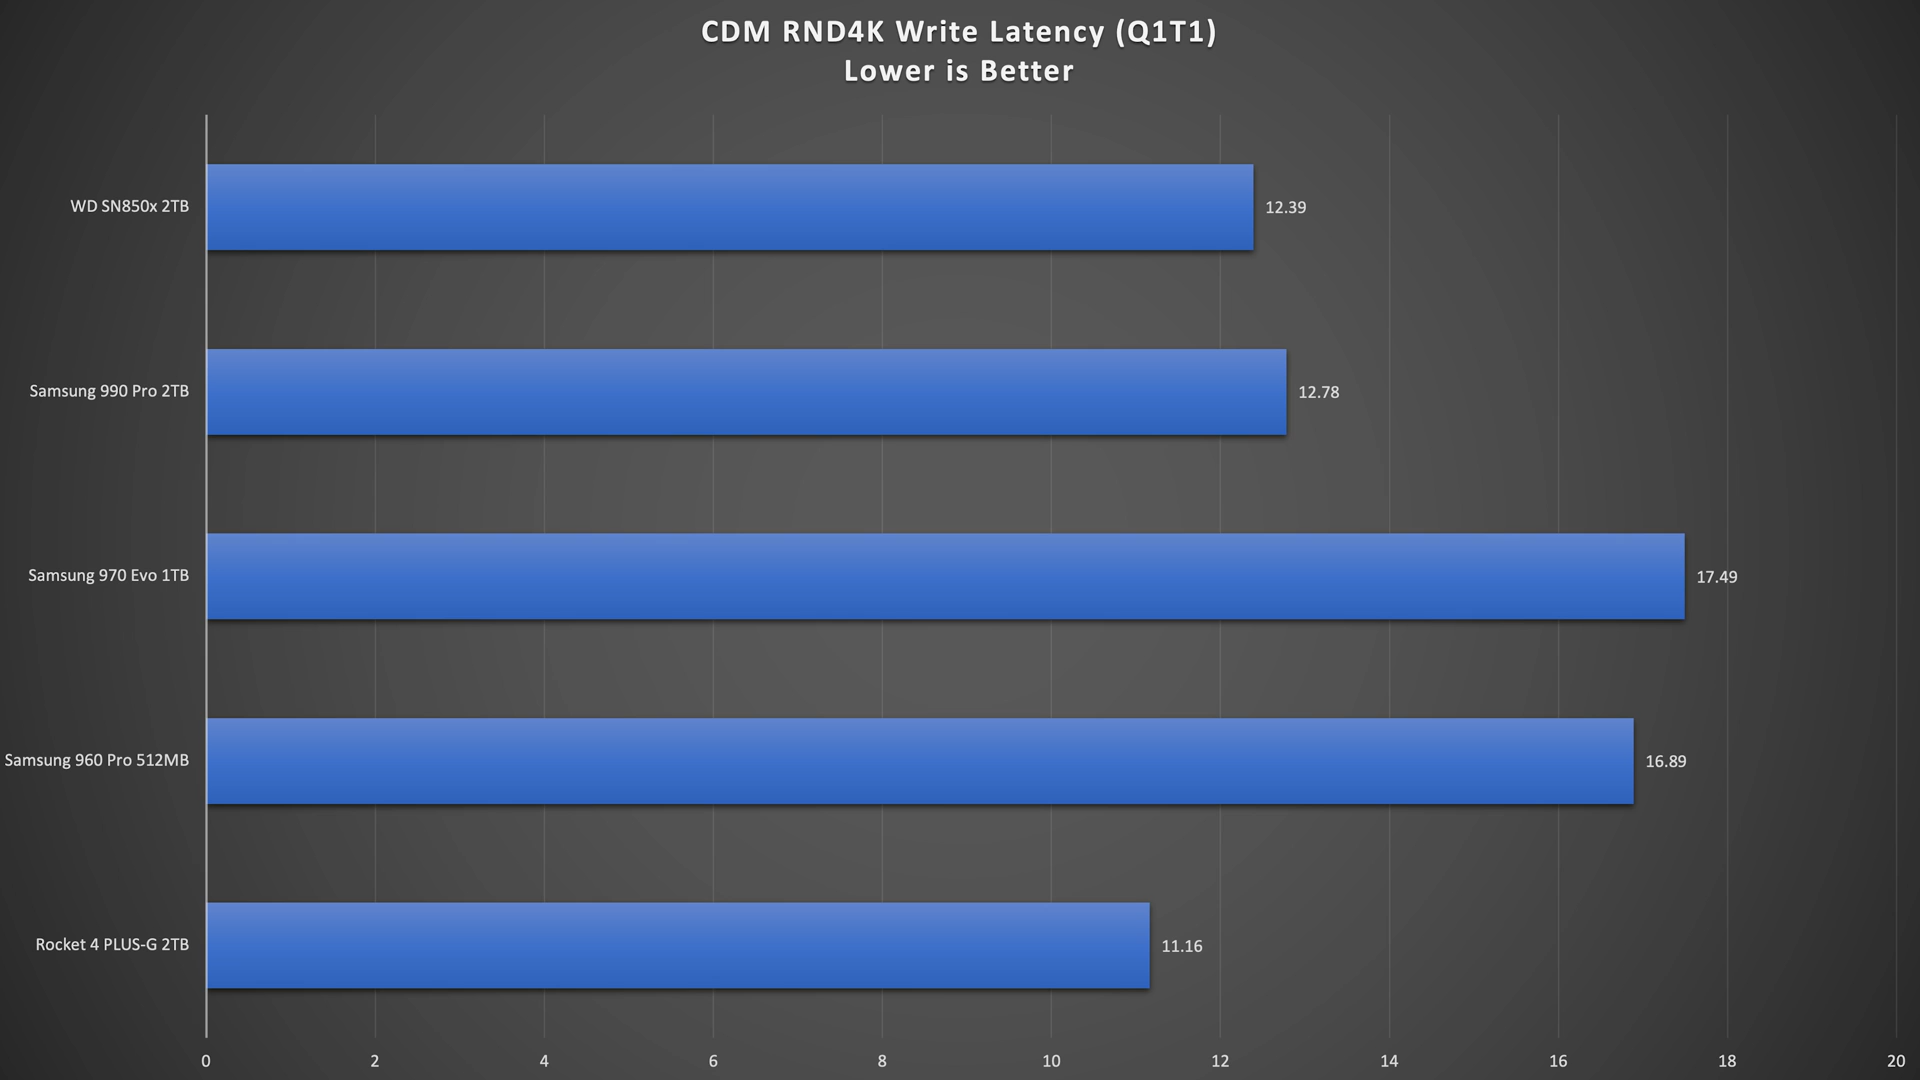 CDM RND4K Write Latency (Q1T1)
Lower is Better
WD SN850x 2TB
12.39
Samsung 990 Pro 2TB
12.78
Samsung 970 Evo 1TB
17.49
Samsung 960 Pro 512MB
16.89
Rocket 4 PLUS-G 2TB
11.16
0 2 4 6 8 10 12 14 16 18 20